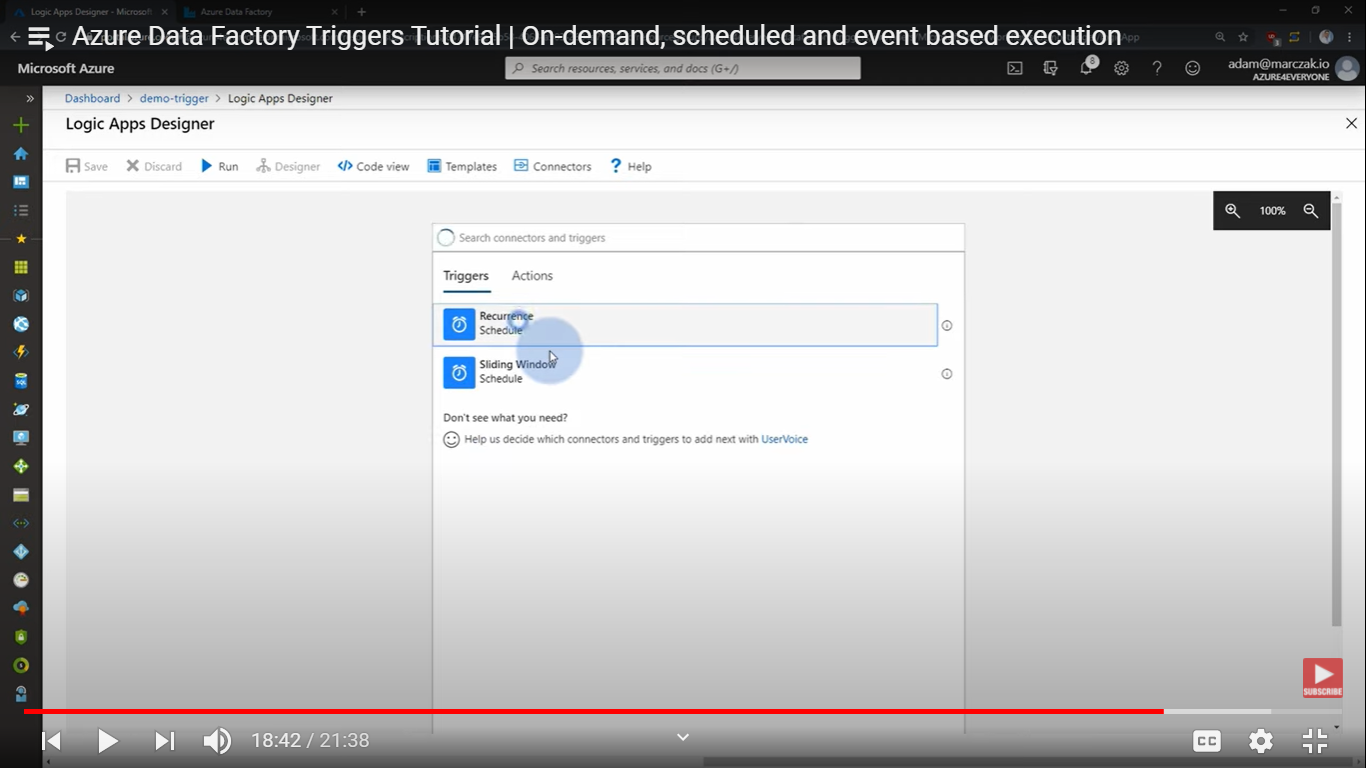 Logic Apps Designer - Microsoft
Azure Data Factory
Azure Data Factory Triggers Tutorial | On-demand, scheduled and event based execution
Microsoft Azure
Search resources, services, and docs (G+/)
8
adam@marczak.io
AZURE4EVERYONE
Dashboard > demo-trigger > Logic Apps Designer
Logic Apps Designer
Save Discard Run Designer Code view Templates Connectors Help
100%
Search connectors and triggers
Triggers Actions
Recurrence
Schedule
Sliding Window
Schedule
Don't see what you need?
Help us decide which connectors and triggers to add next with UserVoice
SUBSCRIBE
18:42 / 21:38
CC